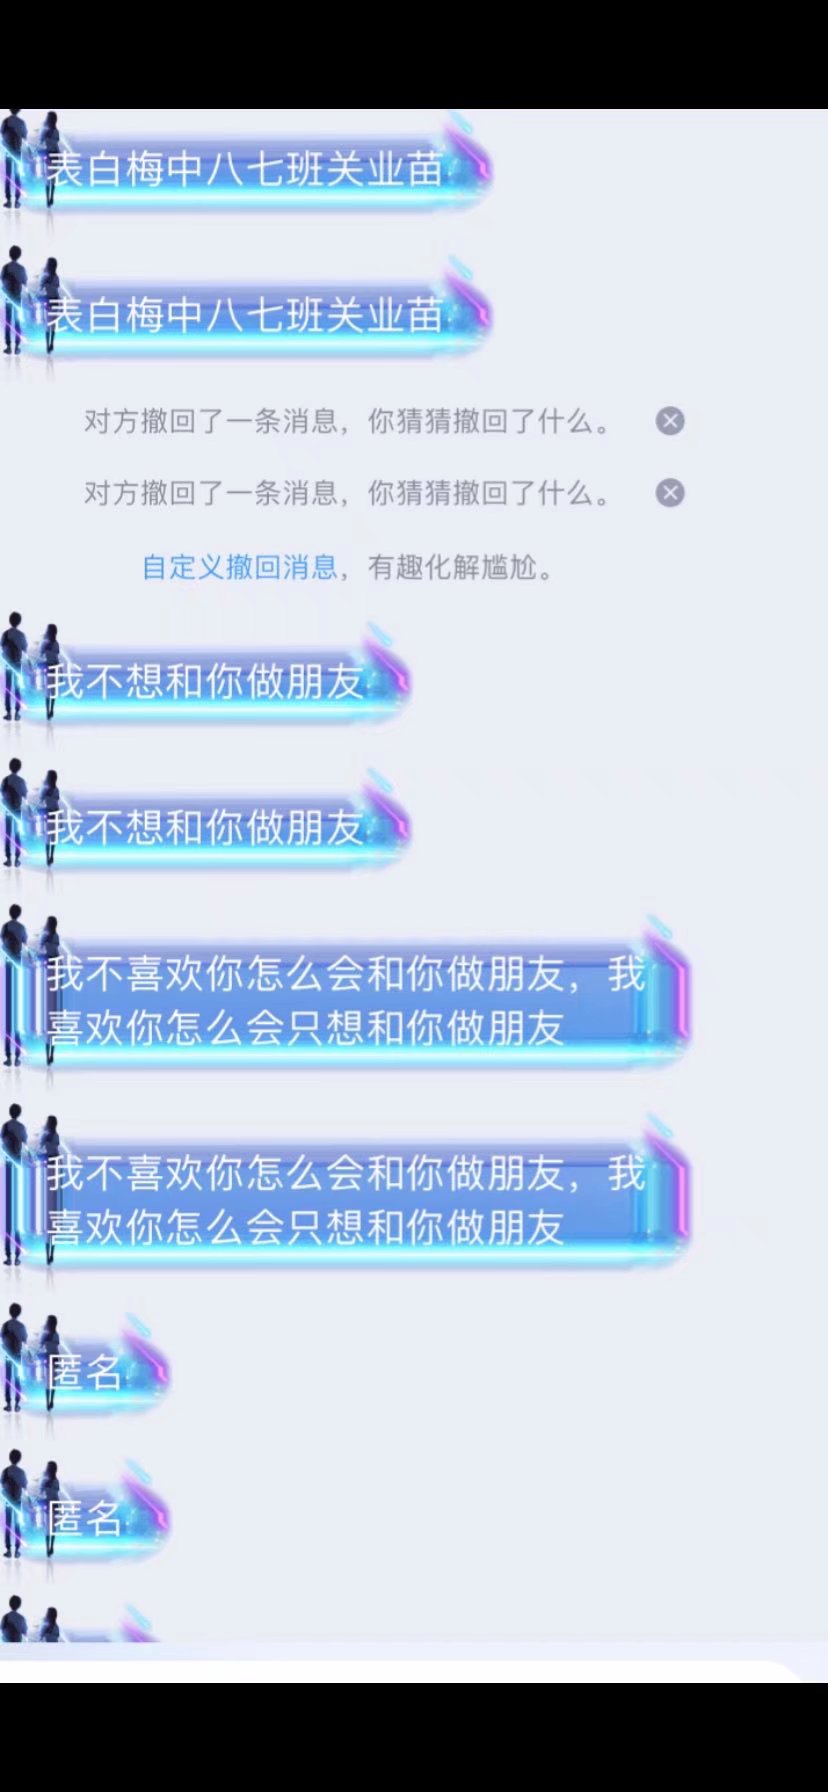 表白梅中八七班关业苗
表白梅中八七班关业苗
对方撤回了一条消息，你猜猜撤回了什么。
对方撤回了一条消息，你猜猜撤回了什么。
自定义撤回消息，有趣化解尴尬。
我不想和你做朋友
我不想和你做朋友
我不喜欢你怎么会和你做朋友，我
喜欢你怎么会只想和你做朋友
我不喜欢你怎么会和你做朋友，我
喜欢你怎么会只想和你做朋友
匿名
匿名